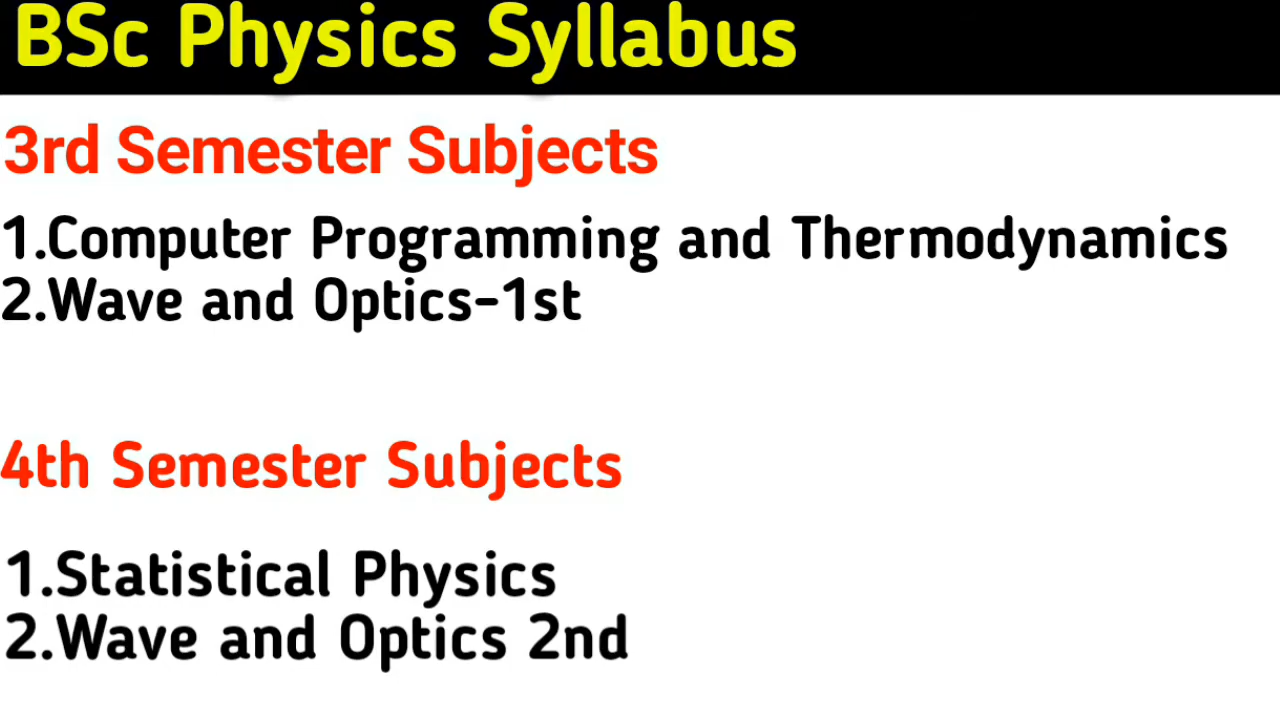 BSc Physics Syllabus
3rd Semester Subjects
1.Computer Programming and Thermodynamics
2.Wave and Optics-1st
4th Semester Subjects
1.Statistical Physics
2.Wave and Optics 2nd